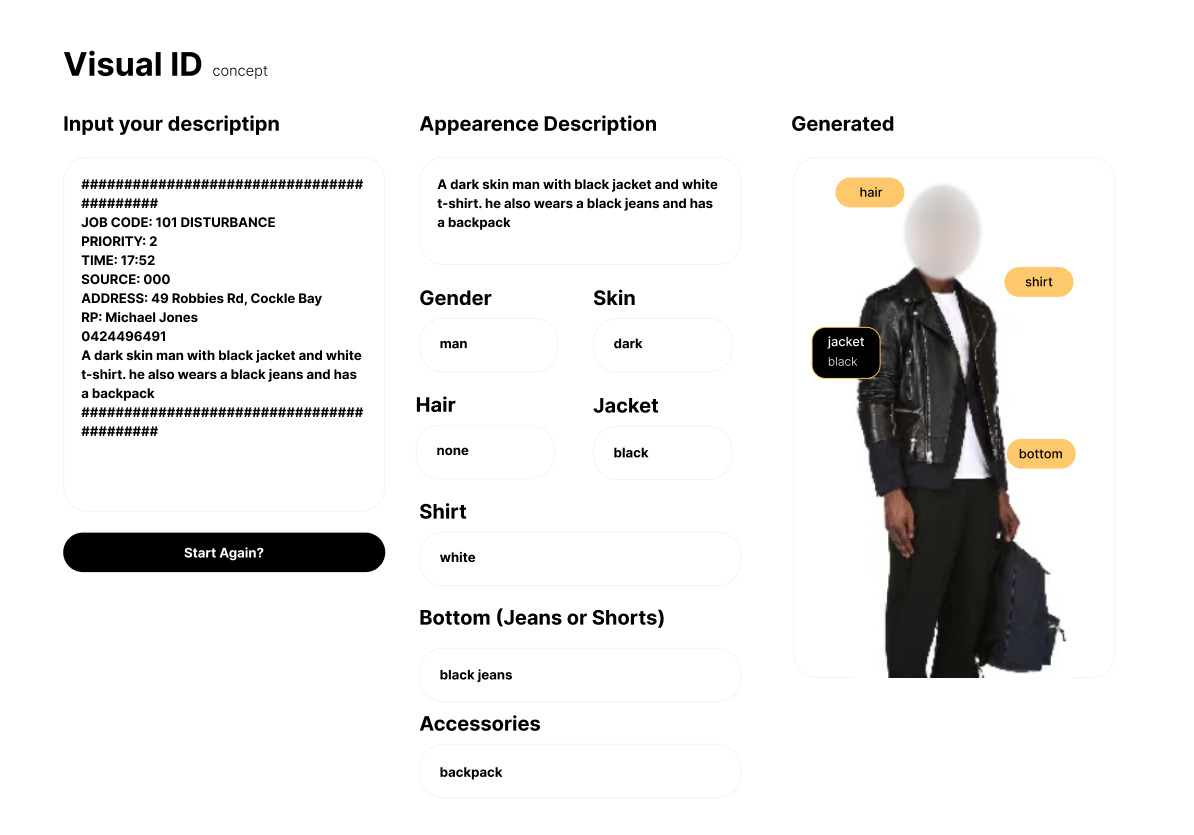 Visual ID concept
Input your descriptipn
#################################
#########
JOB CODE: 101 DISTURBANCE
PRIORITY: 2
TIME: 17:52
SOURCE: 000
ADDRESS: 49 Robbies Rd, Cockle Bay
RP: Michael Jones
0424496491
A dark skin man with black jacket and white
t-shirt. he also wears a black jeans and has
a backpack
#################################
#########
Start Again?
Appearence Description
A dark skin man with black jacket and white
t-shirt. he also wears a black jeans and has
a backpack
Gender
man
Skin
dark
Hair
none
Jacket
black
Shirt
white
Bottom (Jeans or Shorts)
black jeans
Accessories
backpack
Generated
hair
shirt
jacket
black
bottom